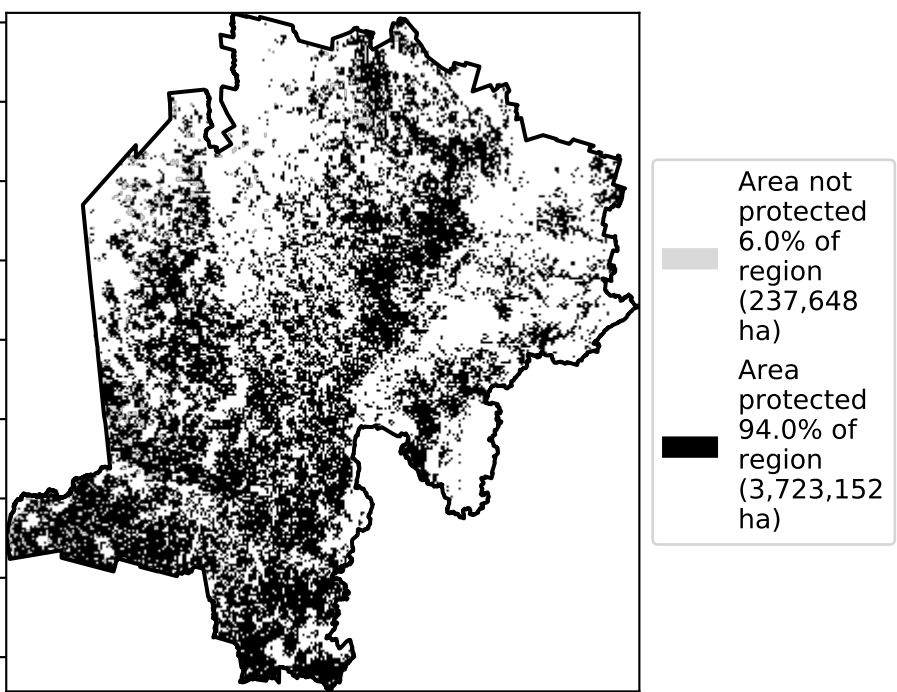 Area not
protected
6.0% of
region
(237,648
ha)
Area
protected
94.0% of
region
(3,723,152
ha)